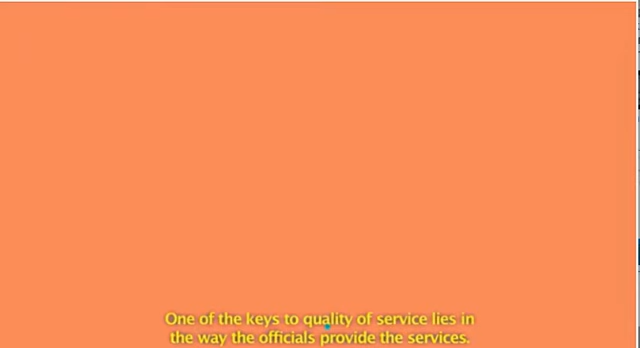 One of the keys to quality of service lies in
the way the officials provide the services.